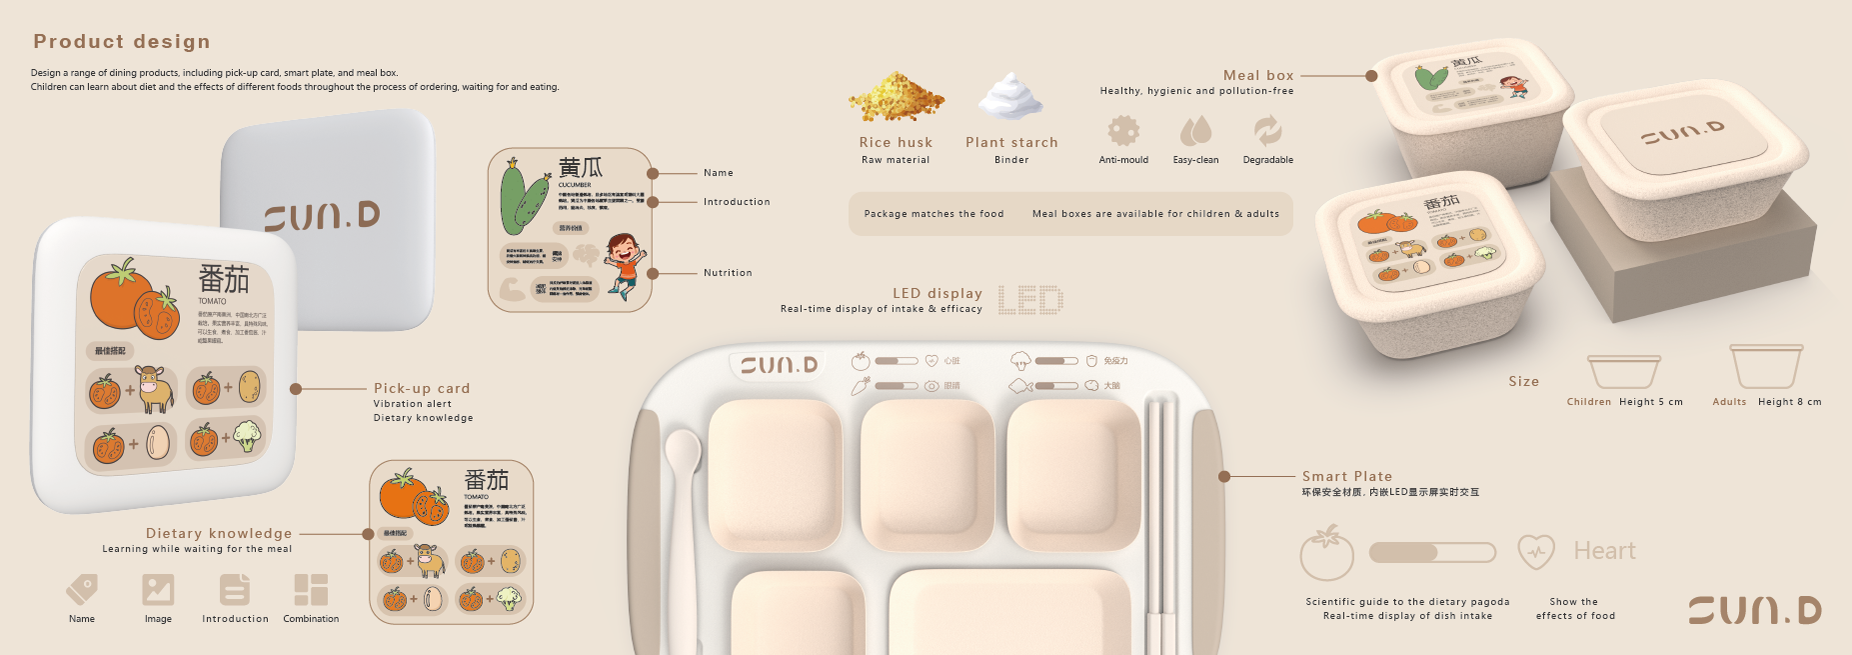 Product design
Design a range of dining products, including pick-up card, smart plate, and meal box.
Children can learn about diet and the effects of different foods throughout the process of ordering, waiting for and eating.
SUN.D
番茄
TOMATO
最佳搭配
Pick-up card
Vibration alert
Dietary knowledge
黄瓜
CUCUMBER
营养价值
Name
Introduction
Nutrition
Dietary knowledge
Learning while waiting for the meal
Name
Image
Introduction
Combination
番茄
TOMATO
最佳搭配
Rice husk
Raw material
Plant starch
Binder
Meal box
Healthy, hygienic and pollution-free
Anti-mould
Easy-clean
Degradable
Package matches the food
Meal boxes are available for children & adults
LED display
Real-time display of intake & efficacy
LED
SUN.D
心脏
免疫力
眼睛
大脑
黄瓜
SUN.D
番茄
Size
Children Height 5 cm
Adults Height 8 cm
Smart Plate
环保安全材质, 内嵌LED显示屏实时交互
Heart
Scientific guide to the dietary pagoda
Real-time display of dish intake
Show the
effects of food
SUN.D